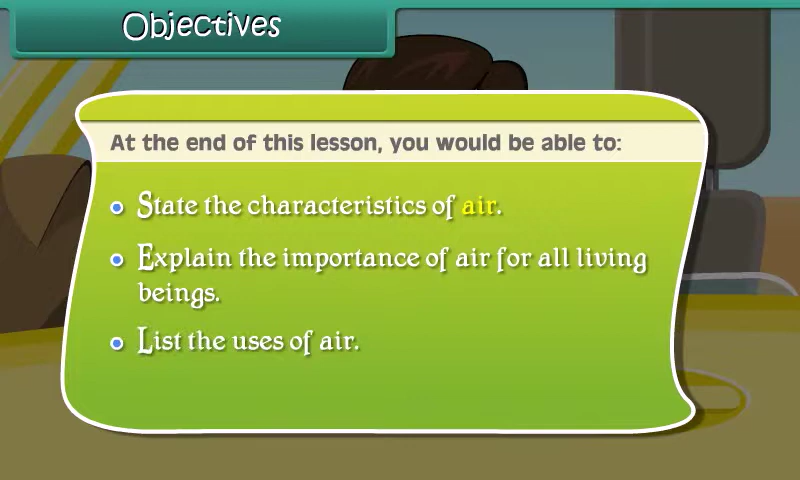 Objectives
At the end of this lesson, you would be able to:
State the characteristics of air.
Explain the importance of air for all living
beings.
List the uses of air.